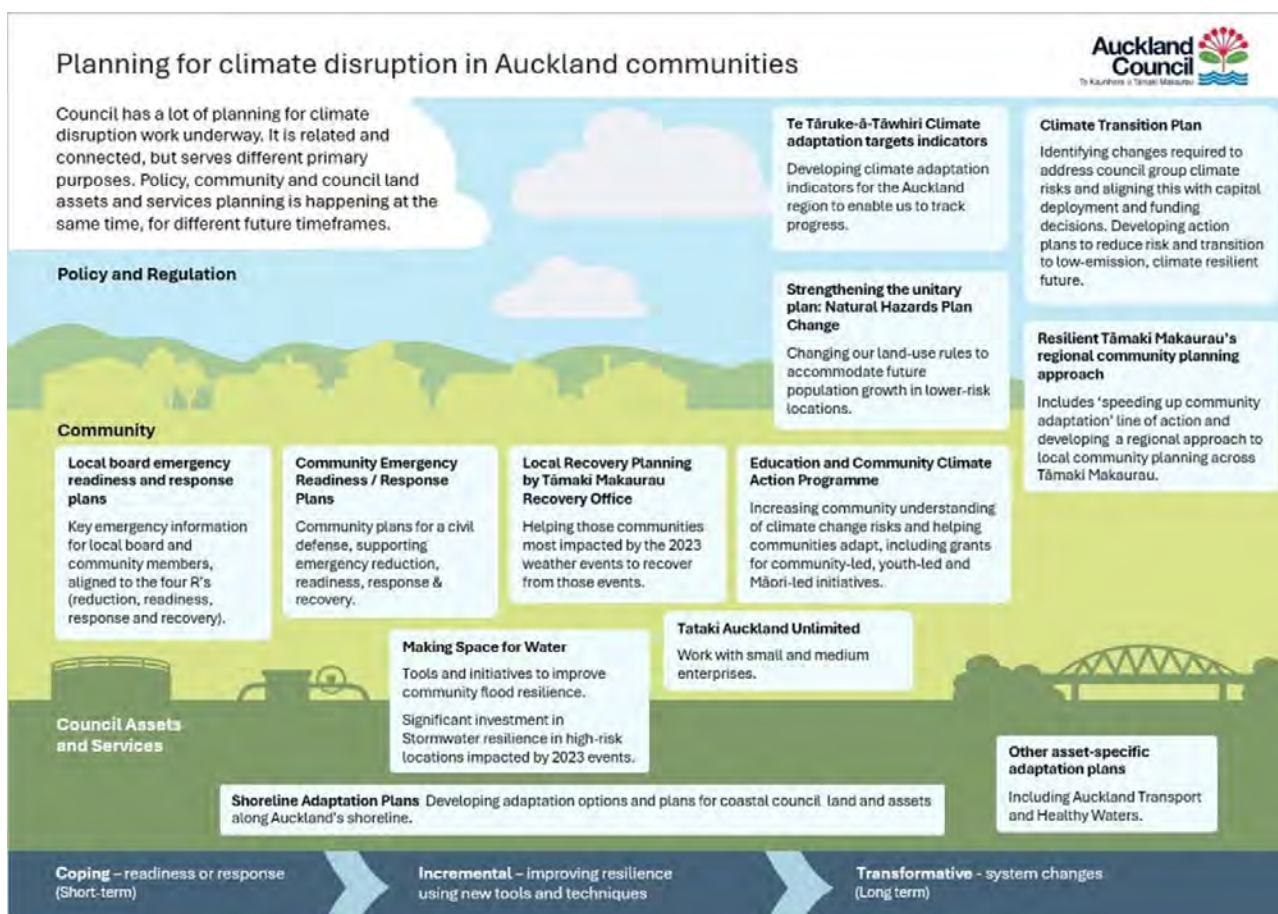 Planning for climate disruption in Auckland communities
Auckland
Council
Te Kaunihera o Tāmaki Makaurau
Council has a lot of planning for climate
disruption work underway. It is related and
connected, but serves different primary
purposes. Policy, community and council land
assets and services planning is happening at the
same time, for different future timeframes.
Te Tāruke-ā-Tāwhiri Climate
adaptation targets indicators
Developing climate adaptation
indicators for the Auckland
region to enable us to track
progress.
Climate Transition Plan
Identifying changes required to
address council group climate
risks and aligning this with capital
deployment and funding
decisions. Developing action
plans to reduce risk and transition
to low-emission, climate resilient
future.
Policy and Regulation
Strengthening the unitary
plan: Natural Hazards Plan
Change
Changing our land-use rules to
accommodate future
population growth in lower-risk
locations.
Resilient Tāmaki Makaurau's
regional community planning
approach
Includes 'speeding up community
adaptation' line of action and
developing a regional approach to
local community planning across
Tāmaki Makaurau.
Community
Local board emergency
readiness and response
plans
Key emergency information
for local board and
community members,
aligned to the four R's
(reduction, readiness,
response and recovery).
Community Emergency
Readiness / Response
Plans
Community plans for a civil
defense, supporting
emergency reduction,
readiness, response &
recovery.
Local Recovery Planning
by Tāmaki Makaurau
Recovery Office
Helping those communities
most impacted by the 2023
weather events to recover
from those events.
Education and Community Climate
Action Programme
Increasing community understanding
of climate change risks and helping
communities adapt, including grants
for community-led, youth-led and
Māori-led initiatives.
Making Space for Water
Tools and initiatives to improve
community flood resilience.
Significant investment in
Stormwater resilience in high-risk
locations impacted by 2023 events.
Tataki Auckland Unlimited
Work with small and medium
enterprises.
Council Assets
and Services
Other asset-specific
adaptation plans
Including Auckland Transport
and Healthy Waters.
Shoreline Adaptation Plans Developing adaptation options and plans for coastal council land and assets
along Auckland's shoreline.
Coping – readiness or response
(Short-term)
Incremental – improving resilience
using new tools and techniques
Transformative - system changes
(Long term)